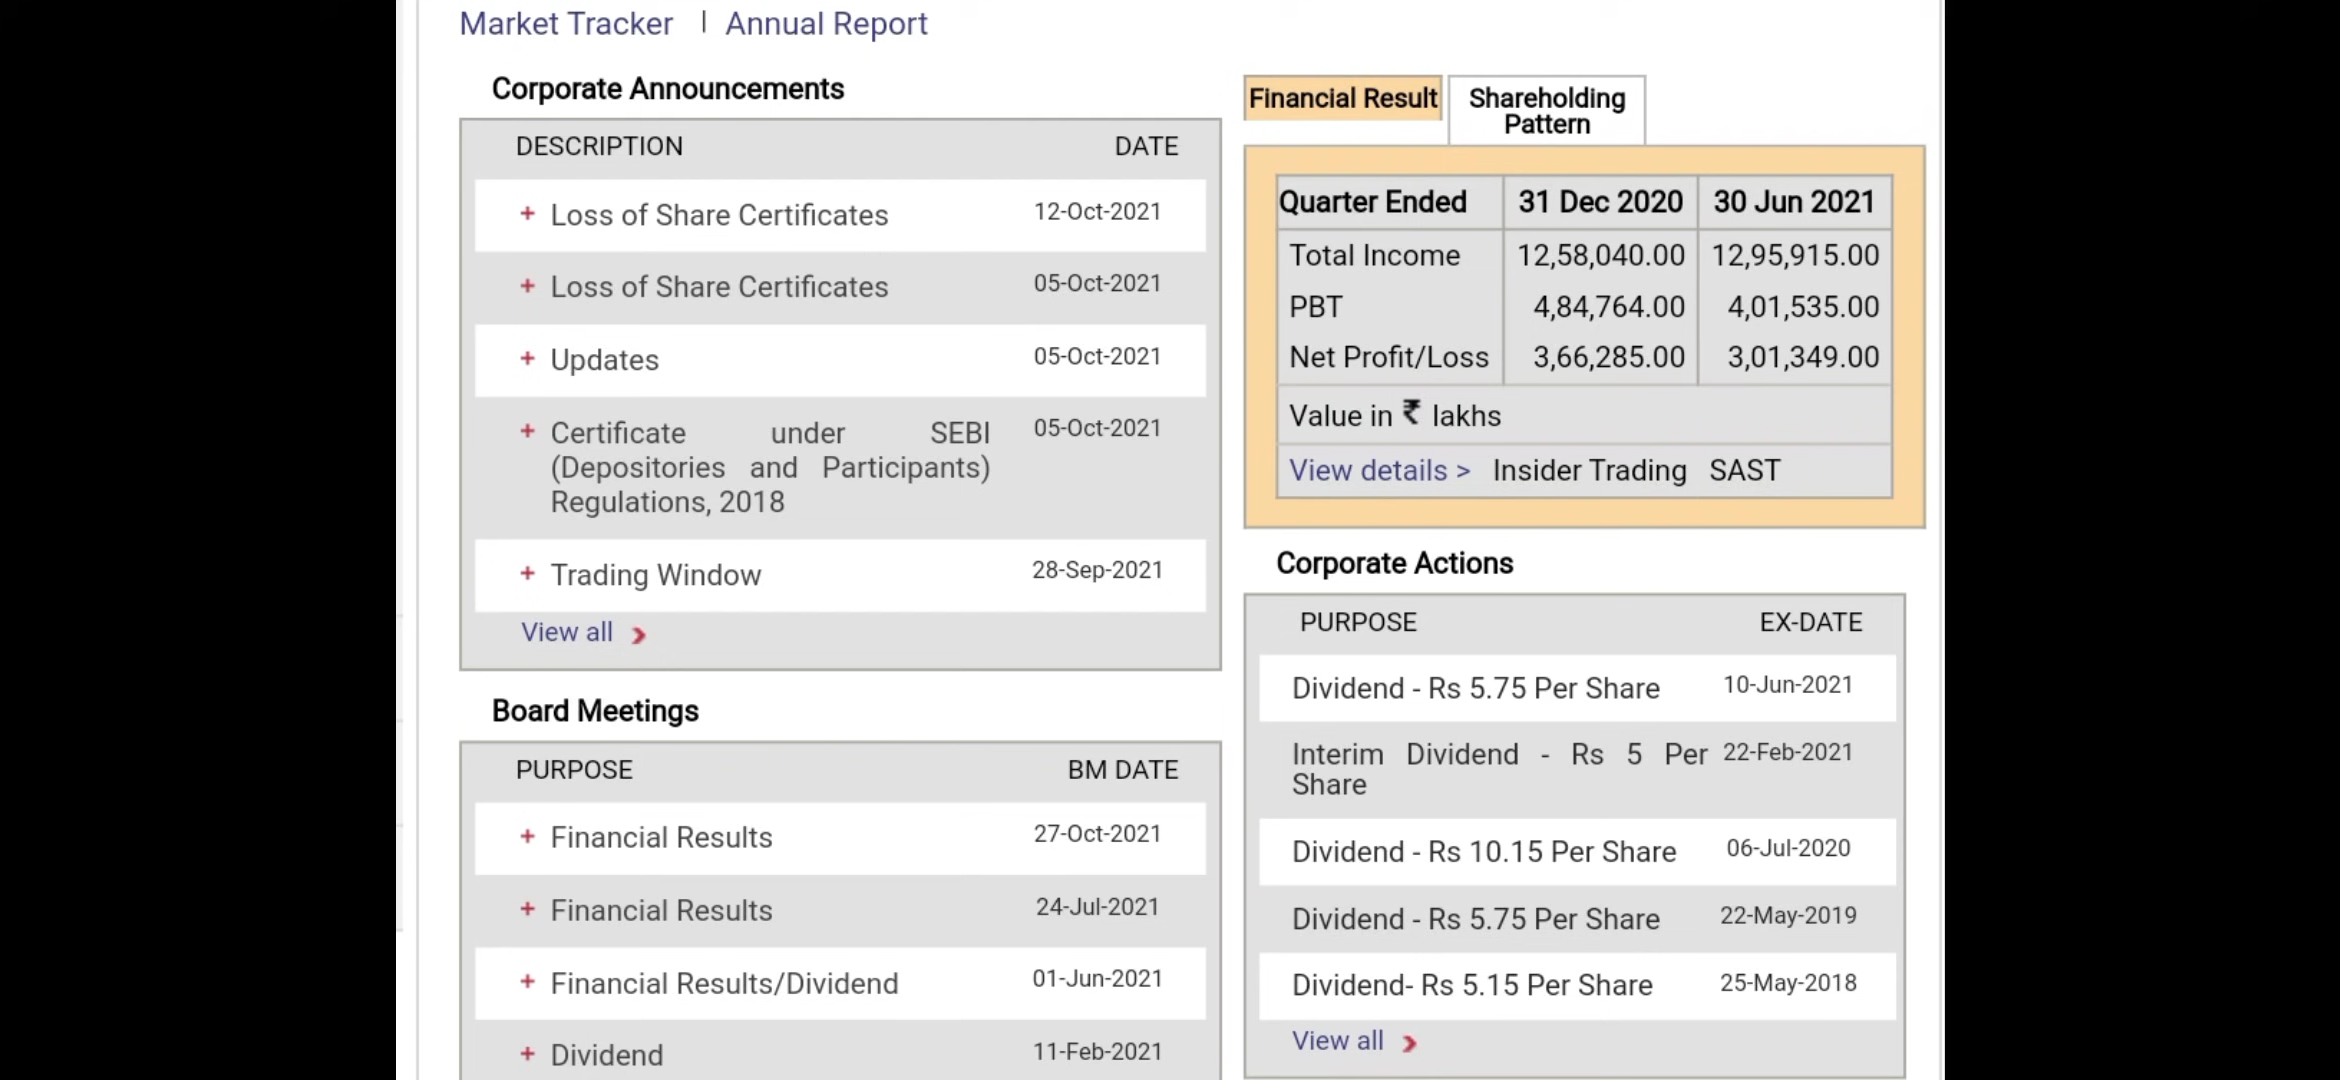 Market Tracker | Annual Report
Corporate Announcements
DESCRIPTION DATE
+ Loss of Share Certificates 12-Oct-2021
+ Loss of Share Certificates 05-Oct-2021
+ Updates 05-Oct-2021
+ Certificate under SEBI 05-Oct-2021
(Depositories and Participants)
Regulations, 2018
+ Trading Window 28-Sep-2021
View all
Board Meetings
PURPOSE BM DATE
+ Financial Results 27-Oct-2021
+ Financial Results 24-Jul-2021
+ Financial Results/Dividend 01-Jun-2021
+ Dividend 11-Feb-2021
Financial Result
Shareholding
Pattern
Quarter Ended 31 Dec 2020 30 Jun 2021
Total Income 12,58,040.00 12,95,915.00
PBT 4,84,764.00 4,01,535.00
Net Profit/Loss 3,66,285.00 3,01,349.00
Value in ₹ lakhs
View details > Insider Trading SAST
Corporate Actions
PURPOSE EX-DATE
Dividend - Rs 5.75 Per Share 10-Jun-2021
Interim Dividend - Rs 5 Per 22-Feb-2021
Share
Dividend - Rs 10.15 Per Share 06-Jul-2020
Dividend - Rs 5.75 Per Share 22-May-2019
Dividend- Rs 5.15 Per Share 25-May-2018
View all